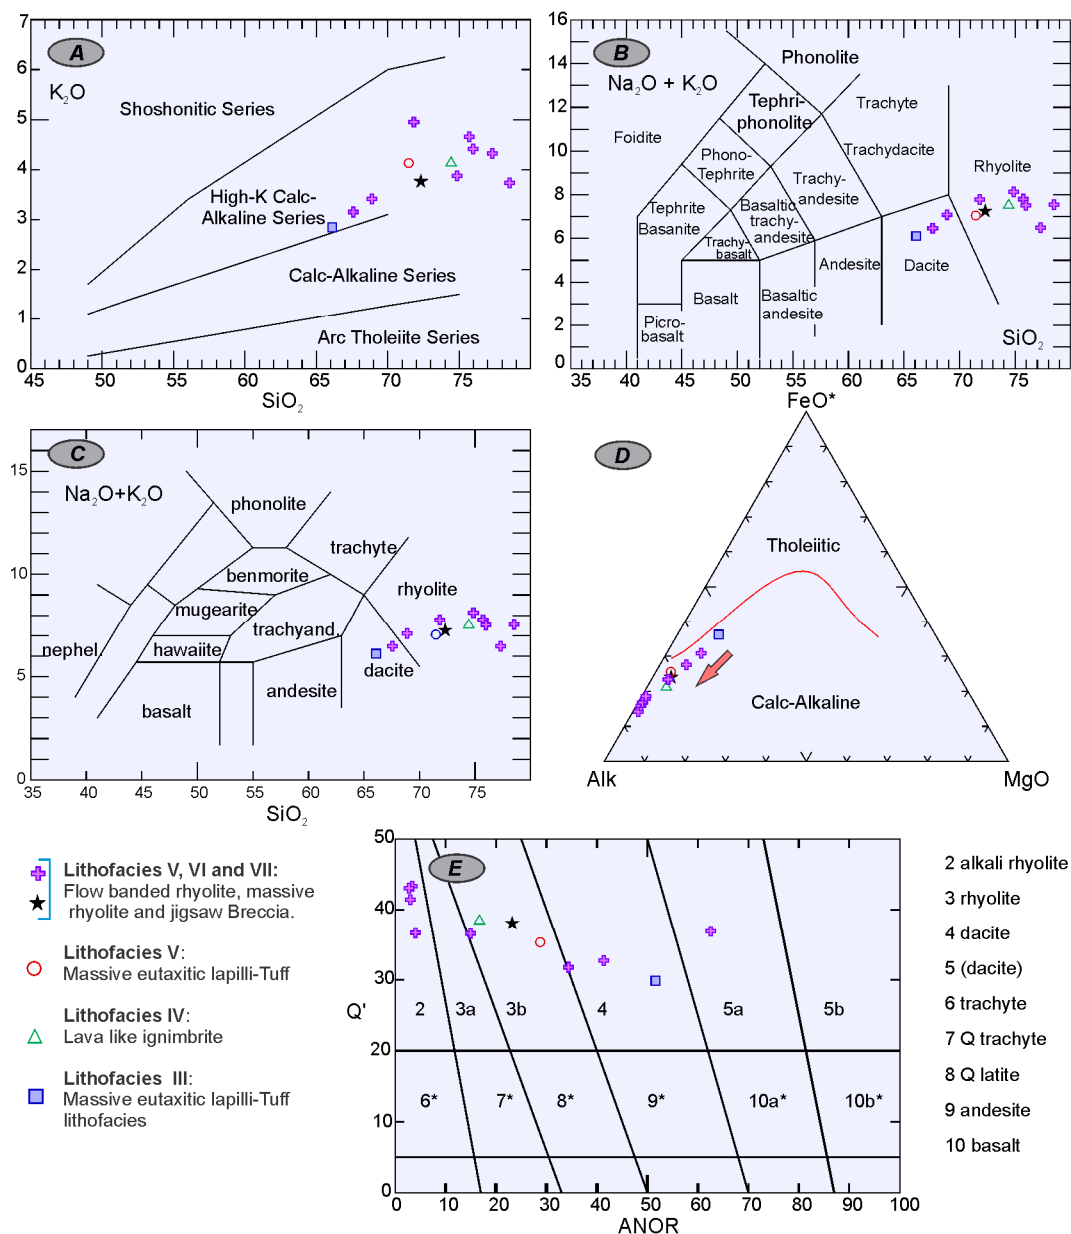 A
K2O
Shoshonitic Series
High-K Calc-
Alkaline Series
Calc-Alkaline Series
Arc Tholeiite Series
7
6
5
4
3
2
1
0
45 50 55 60 65 70 75
SiO2
B
Na2O + K2O
Phonolite
Tephri-
phonolite
Trachyte
Foidite
Trachydacite
Phono-
Tephrite
Rhyolite
Trachy-
andesite
Tephrite
Basanite
Basaltic
trachy-
andesite
Trachy-
basalt
Andesite
Dacite
Basalt
Basaltic
andesite
Picro-
basalt
SiO2
16
14
12
10
8
6
4
2
0
35 40 45 50 55 60 65 70 75
FeO*
C
Na2O+K2O
phonolite
trachyte
benmorite
rhyolite
mugearite
trachyand.
nephel.
hawaiite
dacite
andesite
basalt
15
10
5
0
35 40 45 50 55 60 65 70 75
SiO2
D
Tholeiitic
Calc-Alkaline
Alk
MgO
Lithofacies V, VI and VII:
Flow banded rhyolite, massive
rhyolite and jigsaw Breccia.
Lithofacies V:
Massive eutaxitic lapilli-Tuff
Lithofacies IV:
Lava like ignimbrite
Lithofacies III:
Massive eutaxitic lapilli-Tuff
lithofacies
E
50
40
30
Q'
20
10
0
2 3a 3b 4 5a 5b
6* 7* 8* 9* 10a* 10b*
0 10 20 30 40 50 60 70 80 90 100
ANOR
2 alkali rhyolite
3 rhyolite
4 dacite
5 (dacite)
6 trachyte
7 Q trachyte
8 Q latite
9 andesite
10 basalt